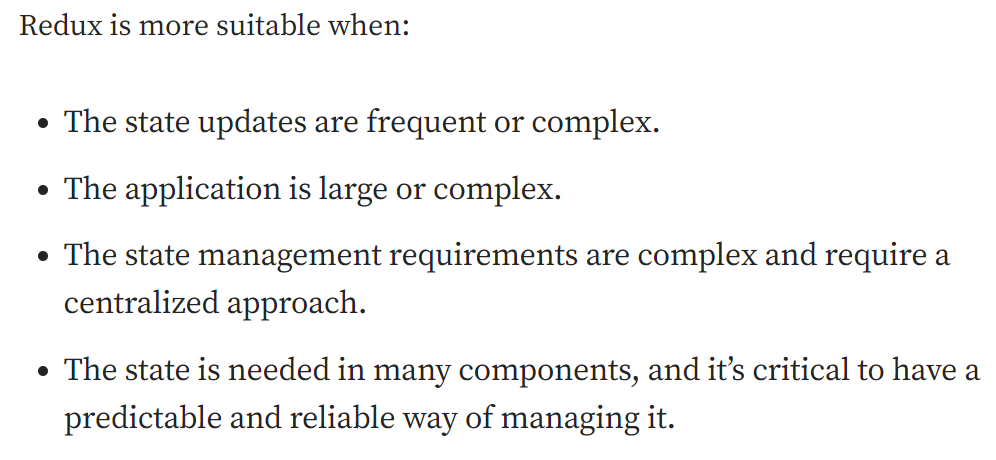 Redux is more suitable when:
• The state updates are frequent or complex.
• The application is large or complex.
• The state management requirements are complex and require a
centralized approach.
• The state is needed in many components, and it’s critical to have a
predictable and reliable way of managing it.